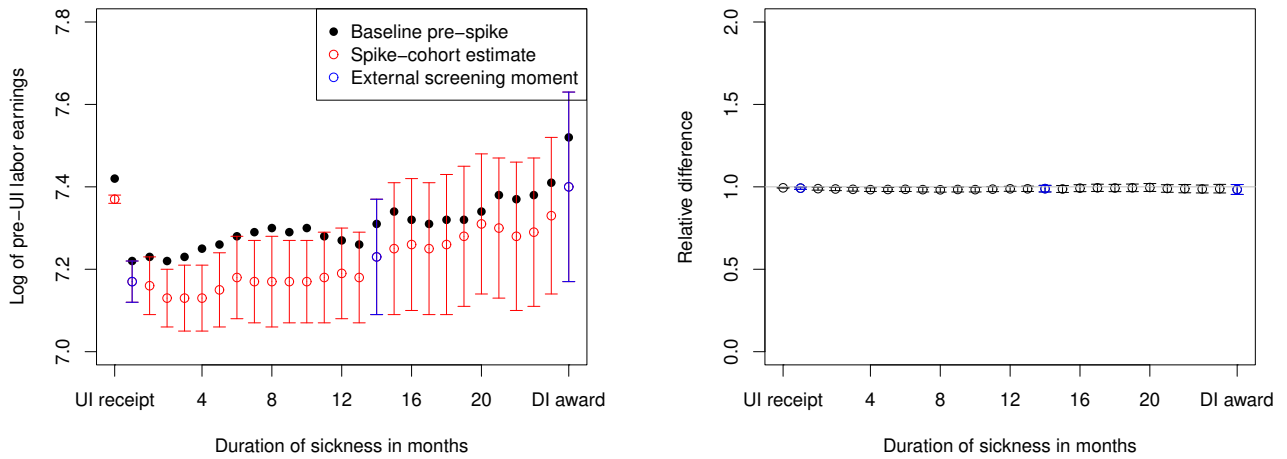 Log of pre−UI labor earnings
7.8
7.6
7.4
7.2
7.0
Baseline pre−spike
Spike−cohort estimate
External screening moment
UI receipt 4 8 12 16 20 DI award
Duration of sickness in months
Relative difference
2.0
1.5
1.0
0.5
0.0
UI receipt 4 8 12 16 20 DI award
Duration of sickness in months